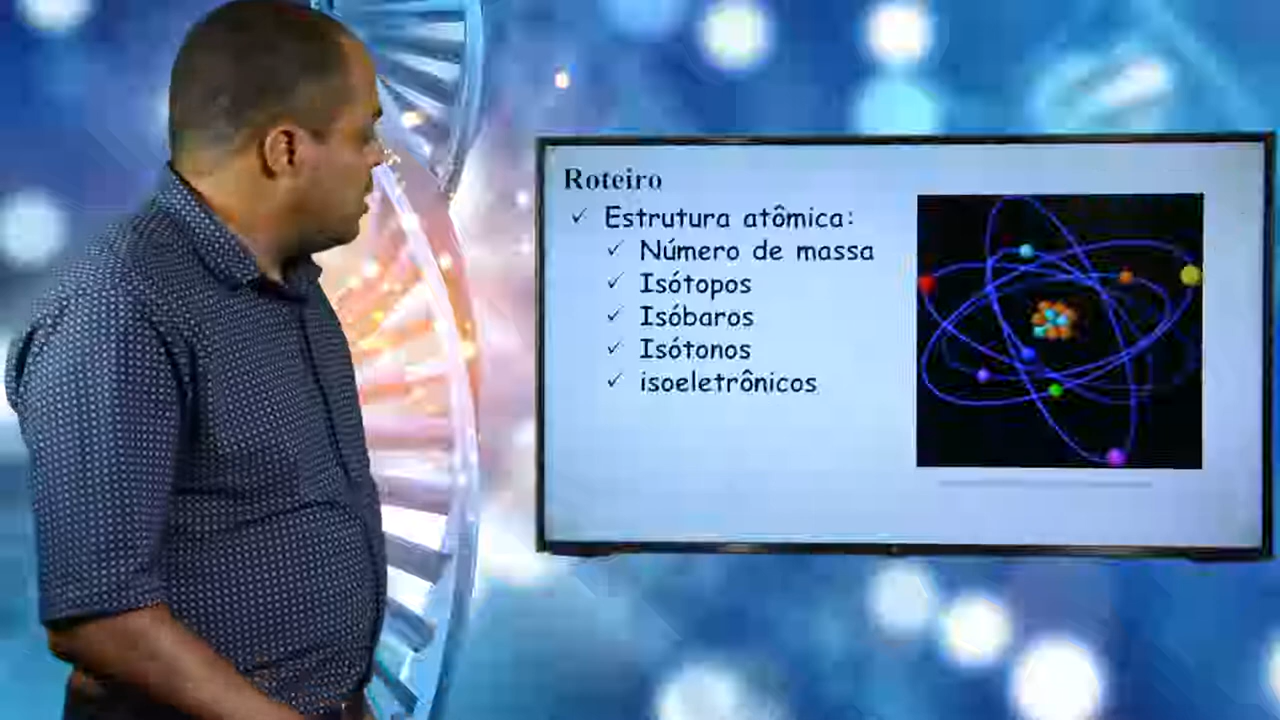 Roteiro
✓ Estrutura atômica:
✓ Número de massa
✓ Isótopos
✓ Isóbaros
✓ Isótonos
✓ isoeletrônicos